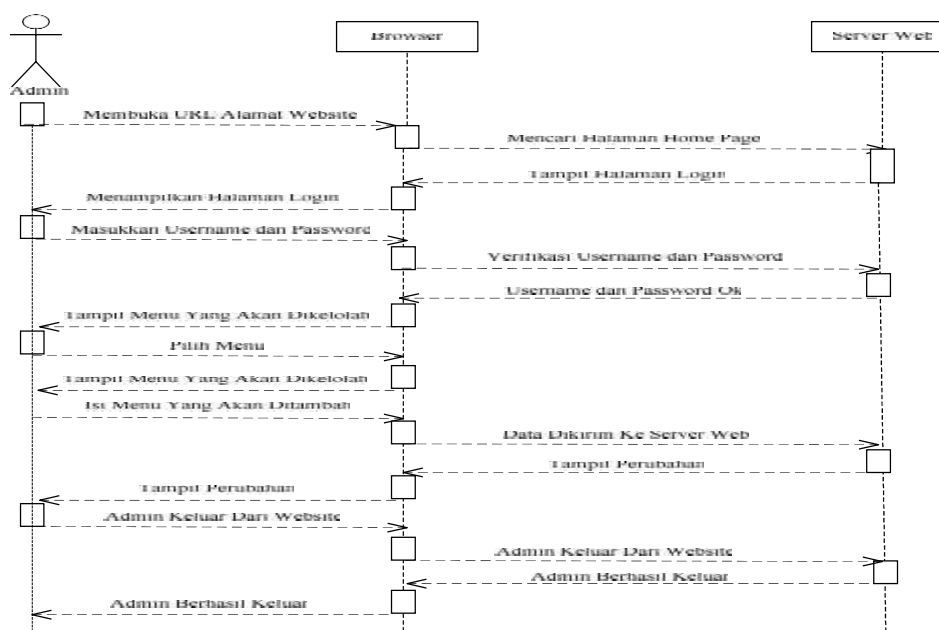 Browser
Server Web
Admin
Membuka URL Alamat Website
Mencari Halaman Home Page
Tampil Halaman Login
Menampilkan Halaman Login
Masukkan Username dan Password
Verifikasi Username dan Password
Username dan Password Ok
Tampil Menu Yang Akan Dikelolah
Pilih Menu
Tampil Menu Yang Akan Dikelolah
Isi Menu Yang Akan Ditambah
Data Dikirim Ke Server Web
Tampil Perubahan
Tampil Perubahan
Admin Keluar Dari Website
Admin Keluar Dari Website
Admin Berhasil Keluar
Admin Berhasil Keluar